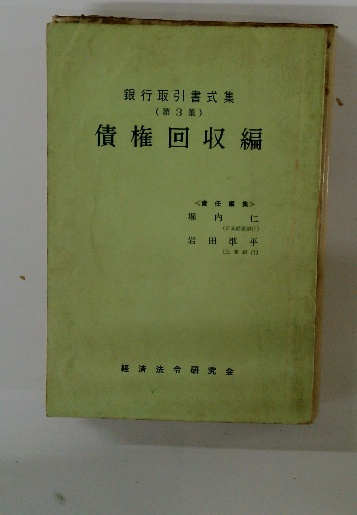 銀行取引書式集
(第3集)
債権回収編
<責任編集>
堀内仁
岩田準平
経済法令研究会